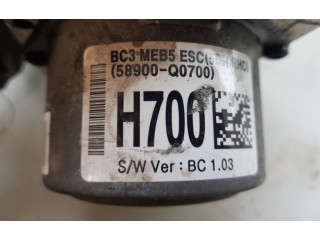 BC3 MEB5 ESC(
(58900-Q0700)
H700
S/W Ver : BC 1.03